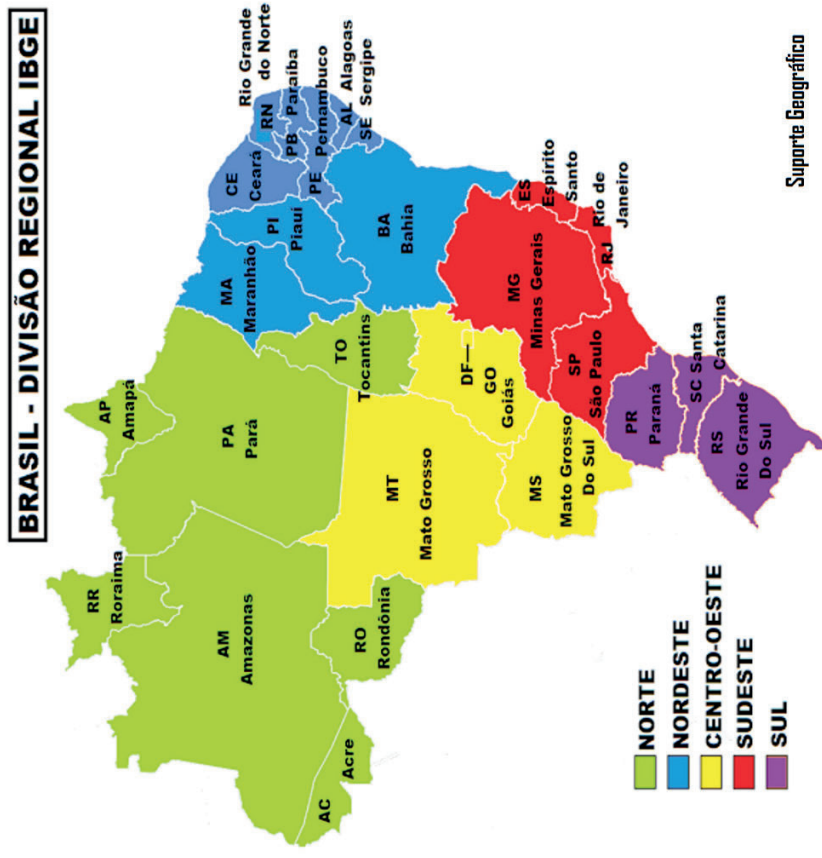 BRASIL - DIVISÃO REGIONAL IBGE
RR
Roraima
AP
Amapá
AM
Amazonas
PA
Pará
AC
Acre
RO
Rondônia
TO
Tocantins
MA
Maranhão
PI
Piauí
CE
Ceará
Rio Grande
do Norte
RN
PB Paraíba
PE Pernambuco
AL Alagoas
SE Sergipe
BA
Bahia
MT
Mato Grosso
DF
GO
Goiás
MS
Mato Grosso
Do Sul
MG
Minas Gerais
ES
Espirito
Santo
RJ
Rio de
Janeiro
SP
São Paulo
PR
Paraná
SC Santa
Catarina
RS
Rio Grande
Do Sul
NORTE
NORDESTE
CENTRO-OESTE
SUDESTE
SUL
Suporte Geográfico